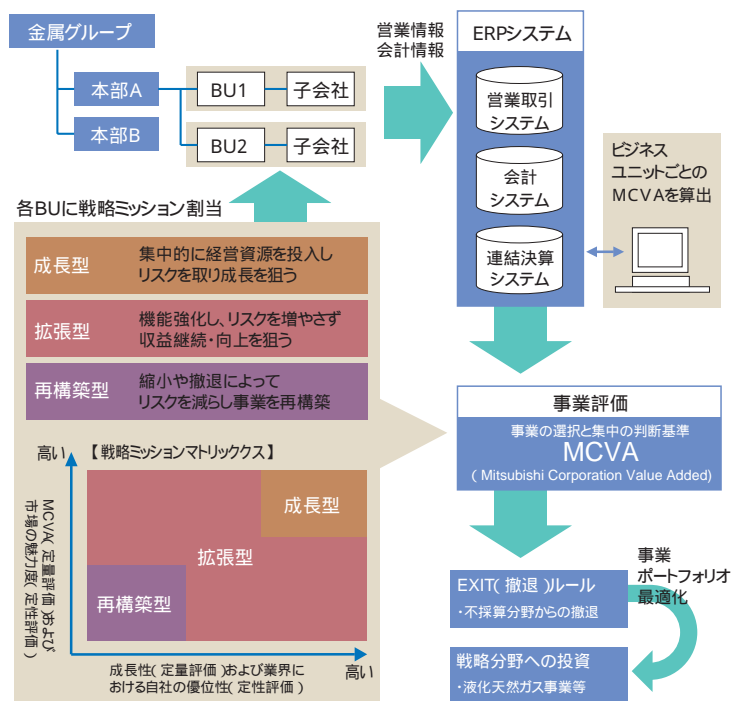 金属グループ
本部A
本部B
BU1
子会社
BU2
子会社
営業情報
会計情報
ERPシステム
営業取引
システム
会計
システム
連結決算
システム
ビジネス
ユニットごとの
MCVAを算出
各BUに戦略ミッション割当
成長型
集中的に経営資源を投入し
リスクを取り成長を狙う
拡張型
機能強化し、リスクを増やさず
収益継続・向上を狙う
再構築型
縮小や撤退によって
リスクを減らし事業を再構築
【戦略ミッションマトリッククス】
高い
MCVA(定量評価)および
市場の魅力度(定性評価)
成長型
拡張型
再構築型
成長性(定量評価)および業界に
おける自社の優位性(定性評価)
高い
事業評価
事業の選択と集中の判断基準
MCVA
(Mitsubishi Corporation Value Added)
EXIT(撤退)ルール
・不採算分野からの撤退
事業
ポートフォリオ
最適化
戦略分野への投資
・液化天然ガス事業等